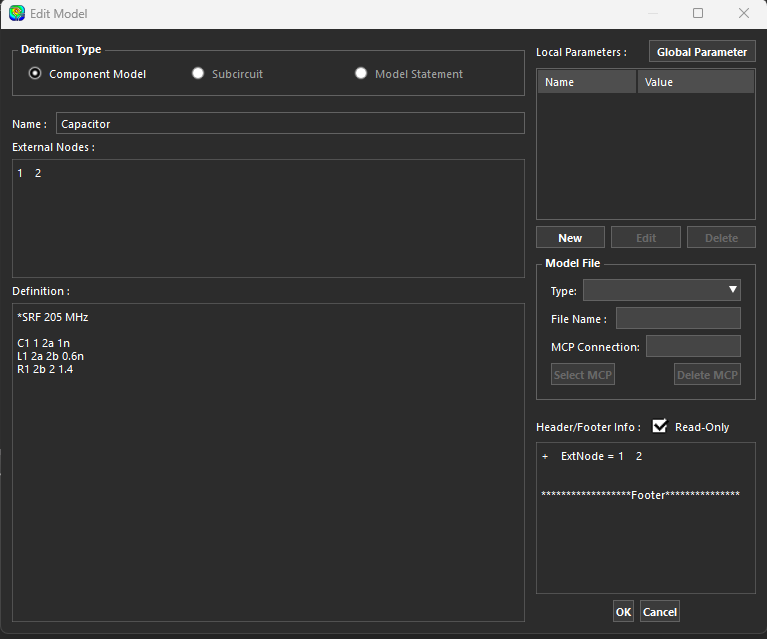 Edit Model
Definition Type
Component Model Subcircuit Model Statement
Name : Capacitor
External Nodes :
1 2
Definition :
*SRF 205 MHz
C1 1 2a 1n
L1 2a 2b 0.6n
R1 2b 2 1.4
Local Parameters : Global Parameter
Name Value
New Edit Delete
Model File
Type:
File Name :
MCP Connection:
Select MCP Delete MCP
Header/Footer Info : Read-Only
+ ExtNode = 1 2
******************Footer***************
OK Cancel